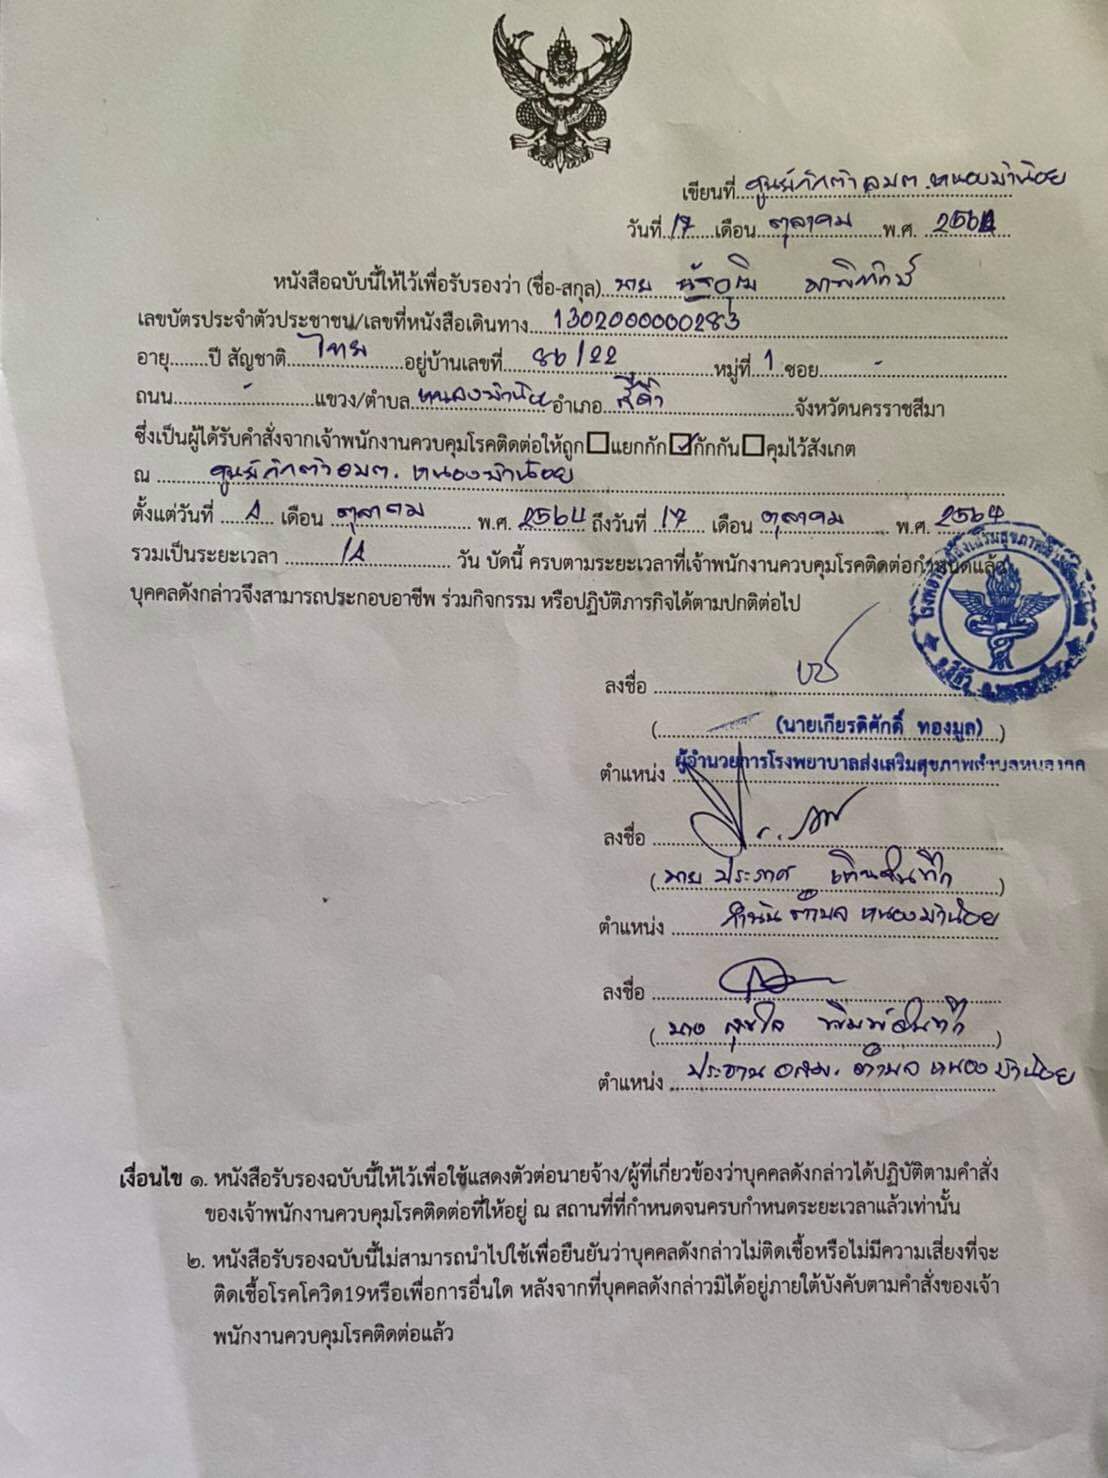 เขียนที่ ศูนย์กักตัว อบต. หนองน้ำน้อย
วันที่ 17 เดือน ตุลาคม พ.ศ. 2564
หนังสือฉบับนี้ให้ไว้เพื่อรับรองว่า (ชื่อ-สกุล) นาย
เลขบัตรประจำตัวประชาชน/เลขที่หนังสือเดินทาง 1302000000283
อายุ........ปี สัญชาติ ไทย อยู่บ้านเลขที่ 86/22 หมู่ที่ 1 ซอย -
ถนน - แขวง/ตำบล หนองน้ำน้อย อำเภอ สีคิ้ว จังหวัดนครราชสีมา
ซึ่งเป็นผู้ได้รับคำสั่งจากเจ้าพนักงานควบคุมโรคติดต่อให้ถูก ☐แยกกัก ☑กักกัน ☐คุมไว้สังเกต
ณ ศูนย์กักตัว อบต. หนองน้ำน้อย
ตั้งแต่วันที่ 4 เดือน ตุลาคม พ.ศ. 2564 ถึงวันที่ 17 เดือน ตุลาคม พ.ศ. 2564
รวมเป็นระยะเวลา 14 วัน บัดนี้ ครบตามระยะเวลาที่เจ้าพนักงานควบคุมโรคติดต่อกำหนดแล้ว
บุคคลดังกล่าวจึงสามารถประกอบอาชีพ ร่วมกิจกรรม หรือปฏิบัติภารกิจได้ตามปกติต่อไป
ลงชื่อ
(นายเกียรติศักดิ์ ทองมูล)
ตำแหน่ง ผู้อำนวยการโรงพยาบาลส่งเสริมสุขภาพตำบล
ลงชื่อ
(นาย ประกาศ)
ตำแหน่ง กำนันตำบลหนองน้ำน้อย
ลงชื่อ
(นาง สุขใจ)
ตำแหน่ง ประธาน อสม. ตำบลหนองน้ำน้อย
เงื่อนไข ๑. หนังสือรับรองฉบับนี้ให้ไว้เพื่อใช้แสดงตัวต่อนายจ้าง/ผู้ที่เกี่ยวข้องว่าบุคคลดังกล่าวได้ปฏิบัติตามคำสั่ง
ของเจ้าพนักงานควบคุมโรคติดต่อที่ให้อยู่ ณ สถานที่ที่กำหนดจนครบกำหนดระยะเวลาแล้วเท่านั้น
๒. หนังสือรับรองฉบับนี้ไม่สามารถนำไปใช้เพื่อยืนยันว่าบุคคลดังกล่าวไม่ติดเชื้อหรือไม่มีความเสี่ยงที่จะ
ติดเชื้อโรคโควิด19หรือเพื่อการอื่นใด หลังจากที่บุคคลดังกล่าวมิได้อยู่ภายใต้บังคับตามคำสั่งของเจ้า
พนักงานควบคุมโรคติดต่อแล้ว